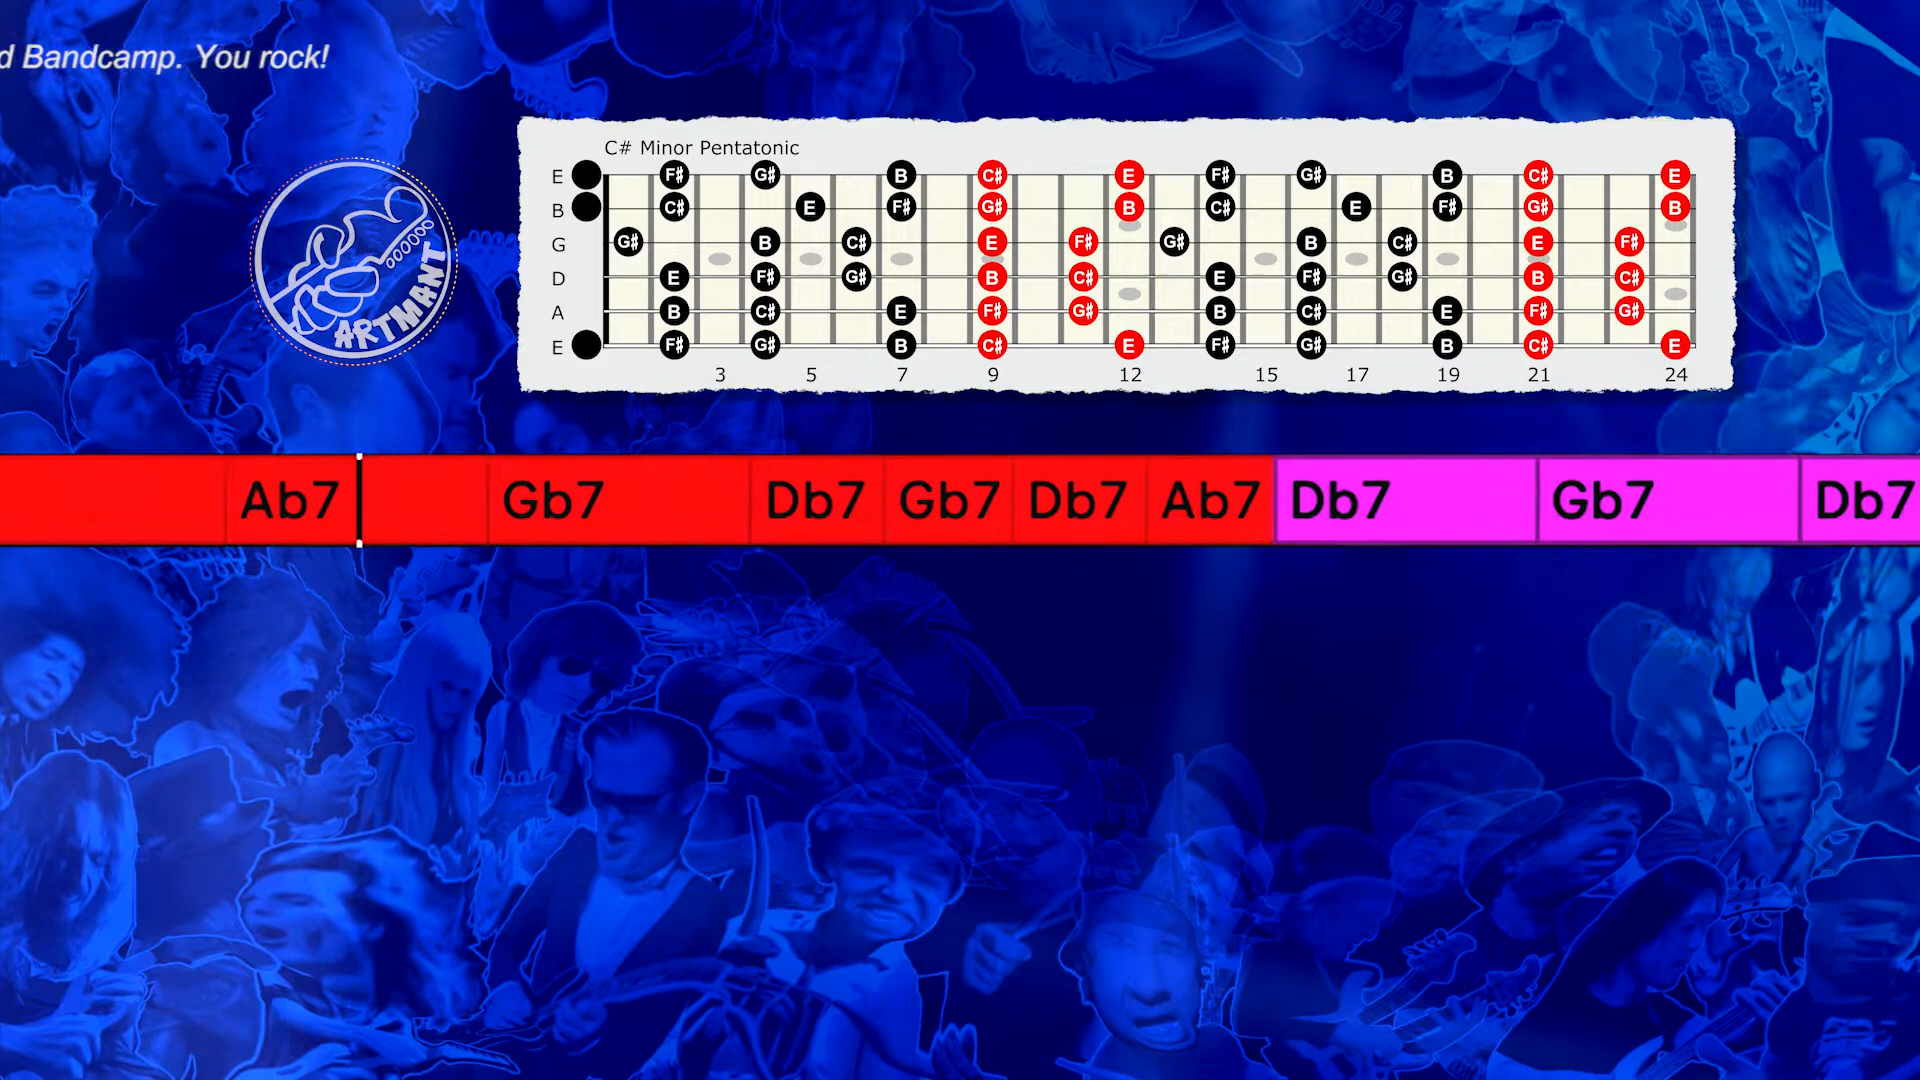 d Bandcamp. You rock!
C# Minor Pentatonic
E F# G# B C# E F# G# B C# E
B C# E F# G# B C# E F# G# B
G G# B C# E F# G# B C# E F#
D E F# G# B C# E F# G# B C#
A B C# E F# G# B C# E F# G#
E F# G# B C# E F# G# B C# E
3 5 7 9 12 15 17 19 21 24
ARTMANT
Ab7 Gb7 Db7 Gb7 Db7 Ab7 Db7 Gb7 Db7